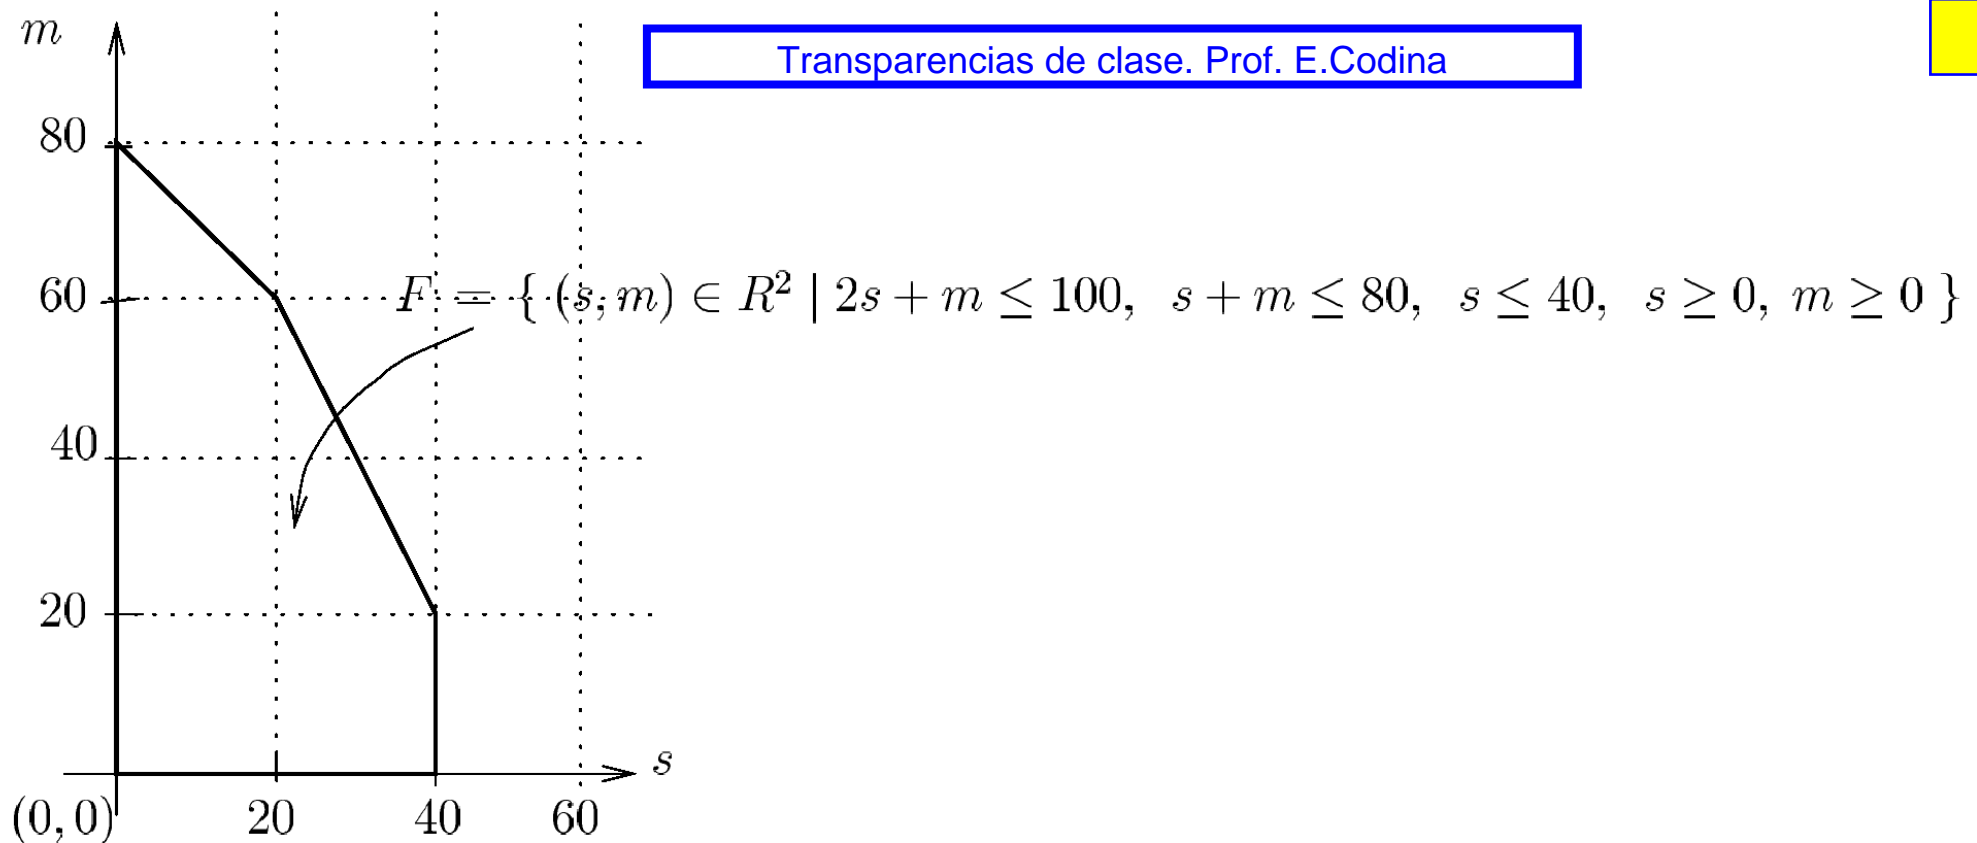 m
Transparencias de clase. Prof. E.Codina
80
60
F = { (s, m) ∈ R² | 2s + m ≤ 100, s + m ≤ 80, s ≤ 40, s ≥ 0, m ≥ 0 }
40
20
s
(0, 0)
20
40
60